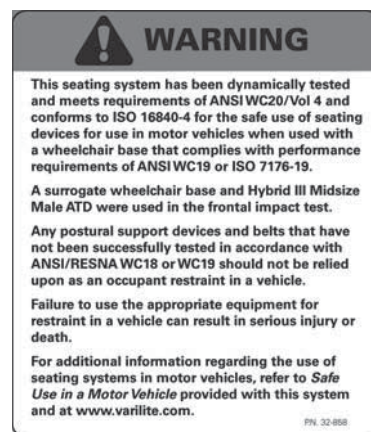 WARNING
This seating system has been dynamically tested
and meets requirements of ANSI WC20/Vol 4 and
conforms to ISO 16840-4 for the safe use of seating
devices for use in motor vehicles when used with
a wheelchair base that complies with performance
requirements of ANSI WC19 or ISO 7176-19.
A surrogate wheelchair base and Hybrid III Midsize
Male ATD were used in the frontal impact test.
Any postural support devices and belts that have
not been successfully tested in accordance with
ANSI/RESNA WC18 or WC19 should not be relied
upon as an occupant restraint in a vehicle.
Failure to use the appropriate equipment for
restraint in a vehicle can result in serious injury or
death.
For additional information regarding the use of
seating systems in motor vehicles, refer to Safe
Use in a Motor Vehicle provided with this system
and at www.varilite.com.
P.N. 32-858